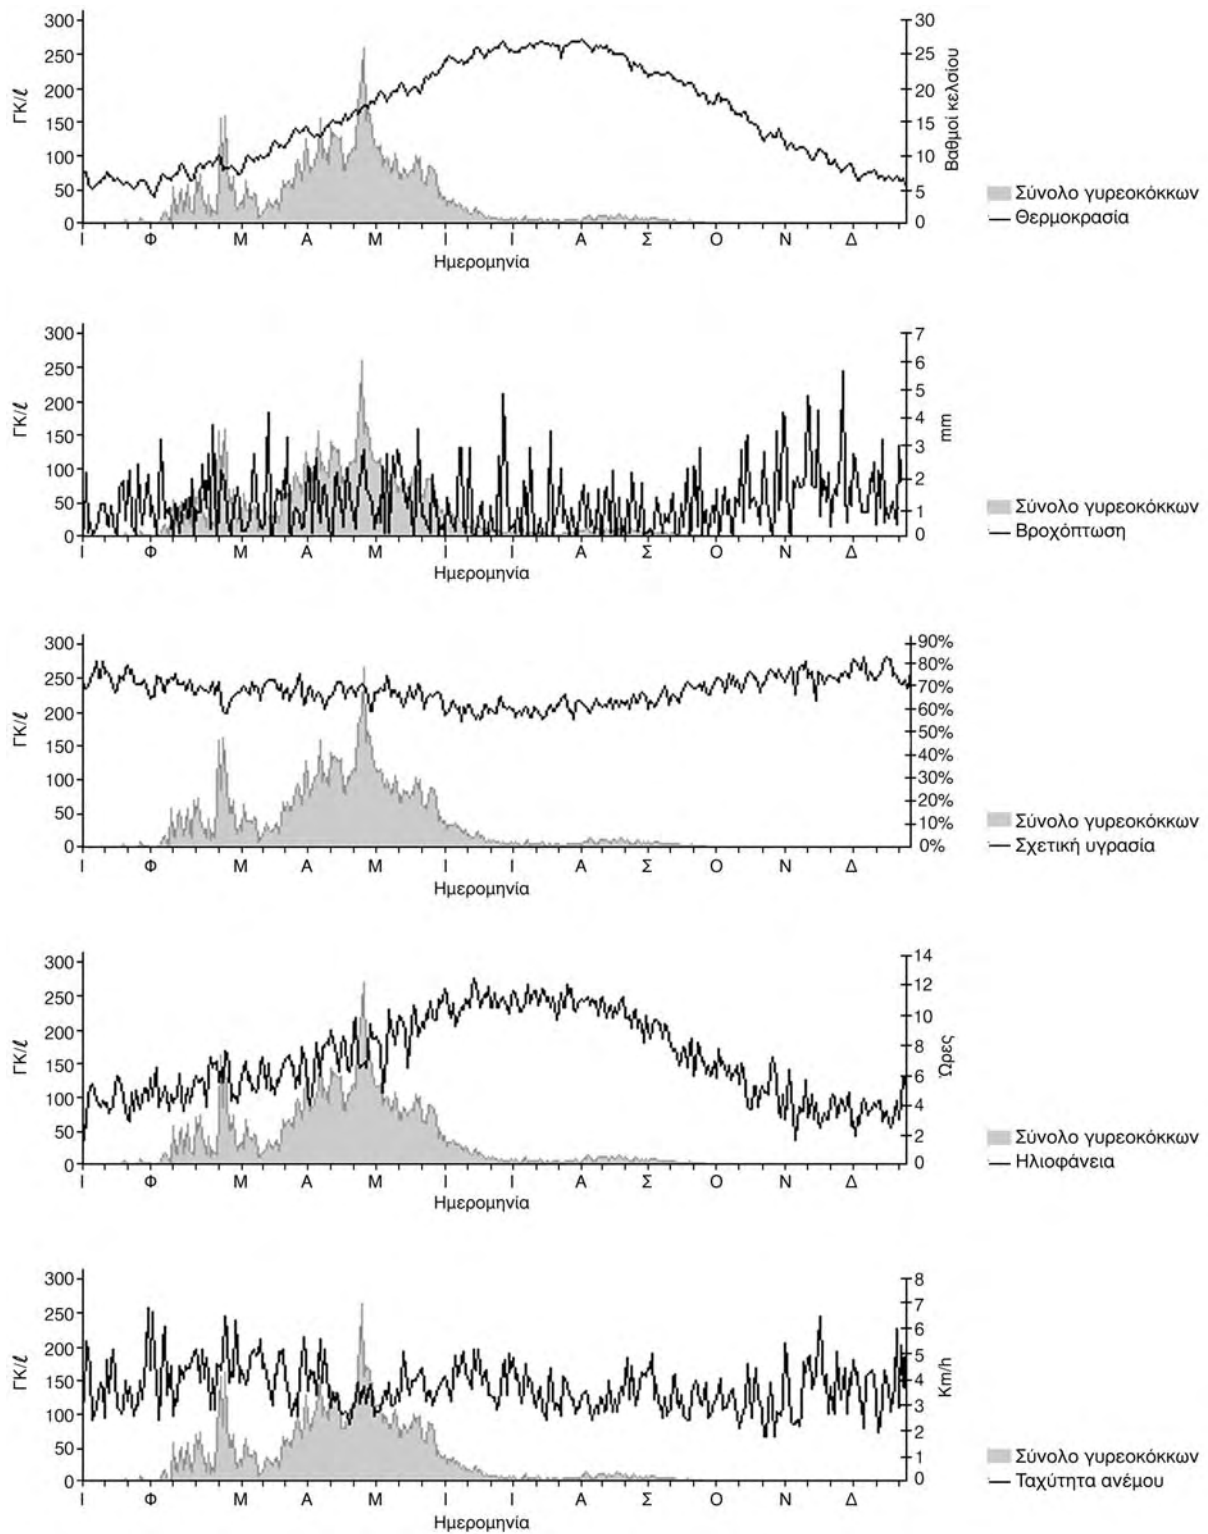 ΓΚ/ℓ
300
250
200
150
100
50
0
30
25
20
15
10
5
0
Βαθμοί κελσίου
Ι Φ Μ Α Μ Ι Ι Α Σ Ο Ν Δ
Ημερομηνία
Σύνολο γυρεοκόκκων
Θερμοκρασία
ΓΚ/ℓ
300
250
200
150
100
50
0
7
6
5
4
3
2
1
0
mm
Ι Φ Μ Α Μ Ι Ι Α Σ Ο Ν Δ
Ημερομηνία
Σύνολο γυρεοκόκκων
Βροχόπτωση
ΓΚ/ℓ
300
250
200
150
100
50
0
90%
80%
70%
60%
50%
40%
30%
20%
10%
0%
Ι Φ Μ Α Μ Ι Ι Α Σ Ο Ν Δ
Ημερομηνία
Σύνολο γυρεοκόκκων
Σχετική υγρασία
ΓΚ/ℓ
300
250
200
150
100
50
0
14
12
10
8
6
4
2
0
Ώρες
Ι Φ Μ Α Μ Ι Ι Α Σ Ο Ν Δ
Ημερομηνία
Σύνολο γυρεοκόκκων
Ηλιοφάνεια
ΓΚ/ℓ
300
250
200
150
100
50
0
8
7
6
5
4
3
2
1
0
Km/h
Ι Φ Μ Α Μ Ι Ι Α Σ Ο Ν Δ
Ημερομηνία
Σύνολο γυρεοκόκκων
Ταχύτητα ανέμου